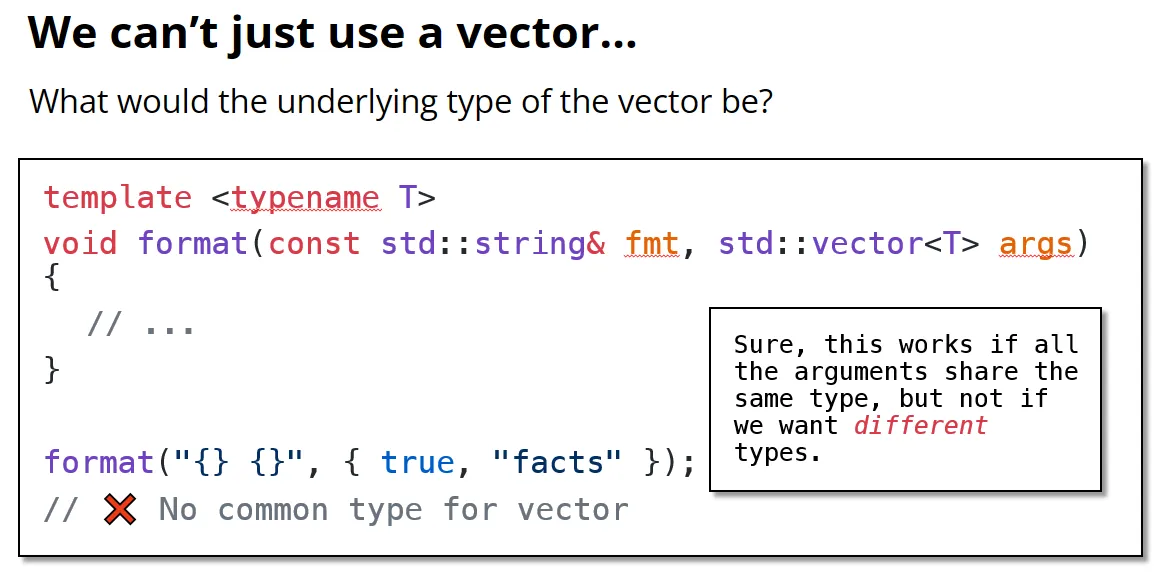 We can’t just use a vector...
What would the underlying type of the vector be?
template <typename T>
void format(const std::string& fmt, std::vector<T> args)
{
// ...
}
Sure, this works if all
the arguments share the
same type, but not if
we want different
types.
format("{} {}", { true, "facts" });
// ❌ No common type for vector